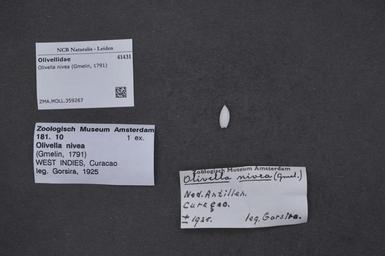 NCB Naturalis - Leiden
Olivellidae 61431
Olivella nivea (Gmelin, 1791)
ZMA.MOLL.359267
Zoologisch Museum Amsterdam
181. 10 1 ex.
Olivella nivea
(Gmelin, 1791)
WEST INDIES, Curacao
leg. Gorsira, 1925
Zoologisch Museum Amsterdam
Olivella nivea (Gmel.)
Ned. Antillen.
Curaçao.
± 1925. leg. Gorsira.